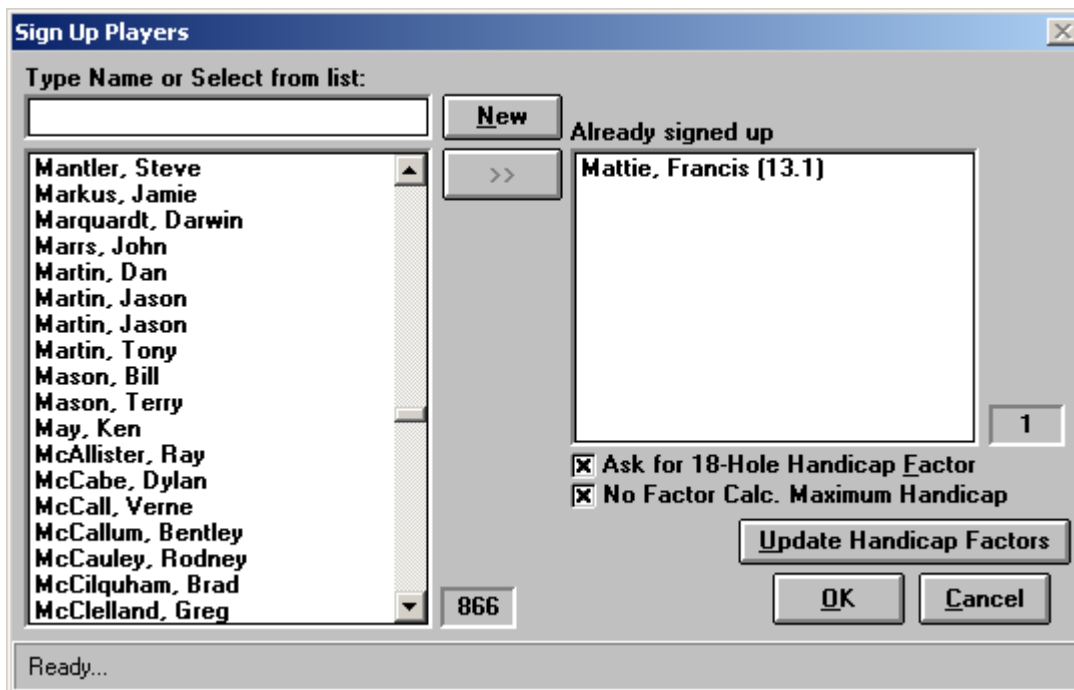 Sign Up Players
Type Name or Select from list:
New
Already signed up
>>
Mantler, Steve
Markus, Jamie
Marquardt, Darwin
Marrs, John
Martin, Dan
Martin, Jason
Martin, Jason
Martin, Tony
Mason, Bill
Mason, Terry
May, Ken
McAllister, Ray
McCabe, Dylan
McCall, Verne
McCallum, Bentley
McCauley, Rodney
McCilquham, Brad
McClelland, Greg
866
Mattie, Francis (13.1)
1
Ask for 18-Hole Handicap Factor
No Factor Calc. Maximum Handicap
Update Handicap Factors
OK
Cancel
Ready...